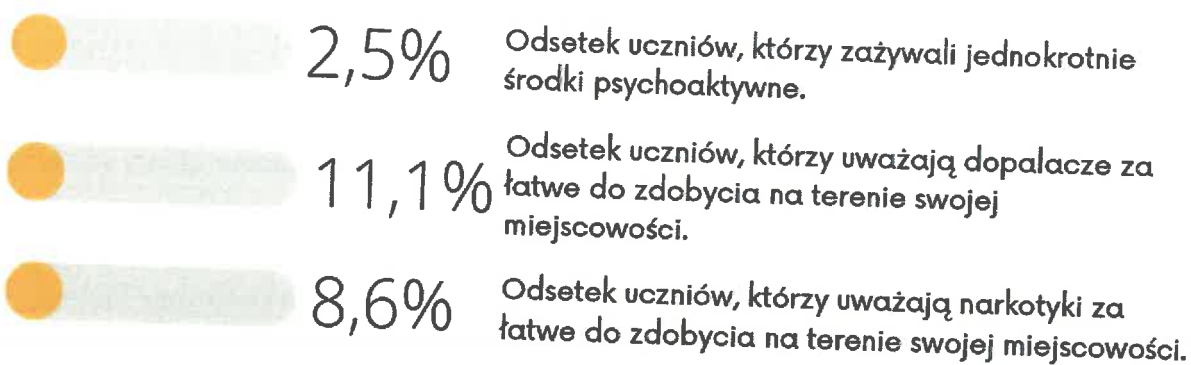 2,5%
Odsetek uczniów, którzy zażywali jednokrotnie
środki psychoaktywne.
11,1%
Odsetek uczniów, którzy uważają dopalacze za
łatwe do zdobycia na terenie swojej
miejscowości.
8,6%
Odsetek uczniów, którzy uważają narkotyki za
łatwe do zdobycia na terenie swojej miejscowości.